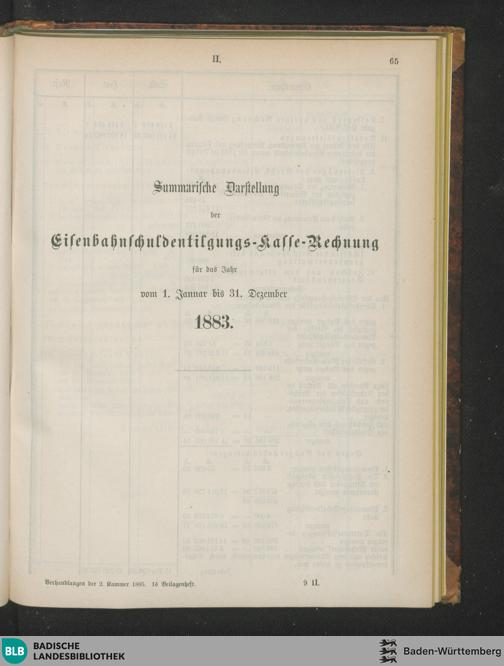 II.
65
Summarische Darstellung
der
Eisenbahnschuldentilgungs-Kasse-Rechnung
für das Jahr
vom 1. Januar bis 31. Dezember
1883.
Verhandlungen der 2. Kammer 1885. 1s Beilagenheft.
9 II.
BLB
BADISCHE
LANDESBIBLIOTHEK
Baden-Württemberg